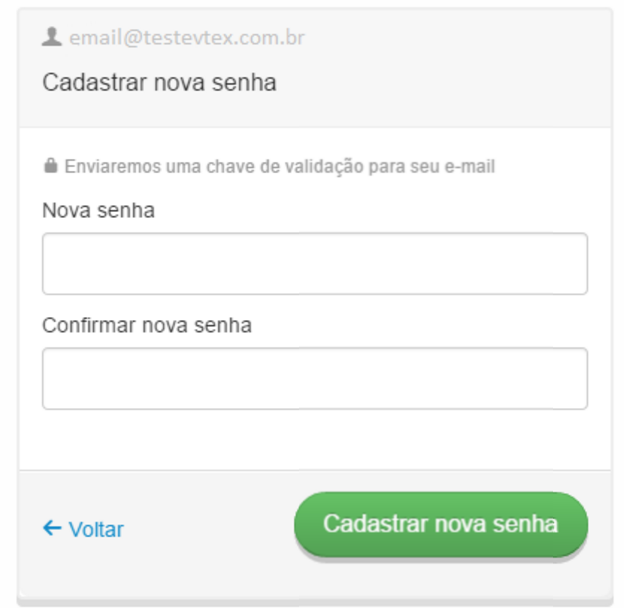 email@testevtex.com.br
Cadastrar nova senha
Enviaremos uma chave de validação para seu e-mail
Nova senha
Confirmar nova senha
Voltar
Cadastrar nova senha